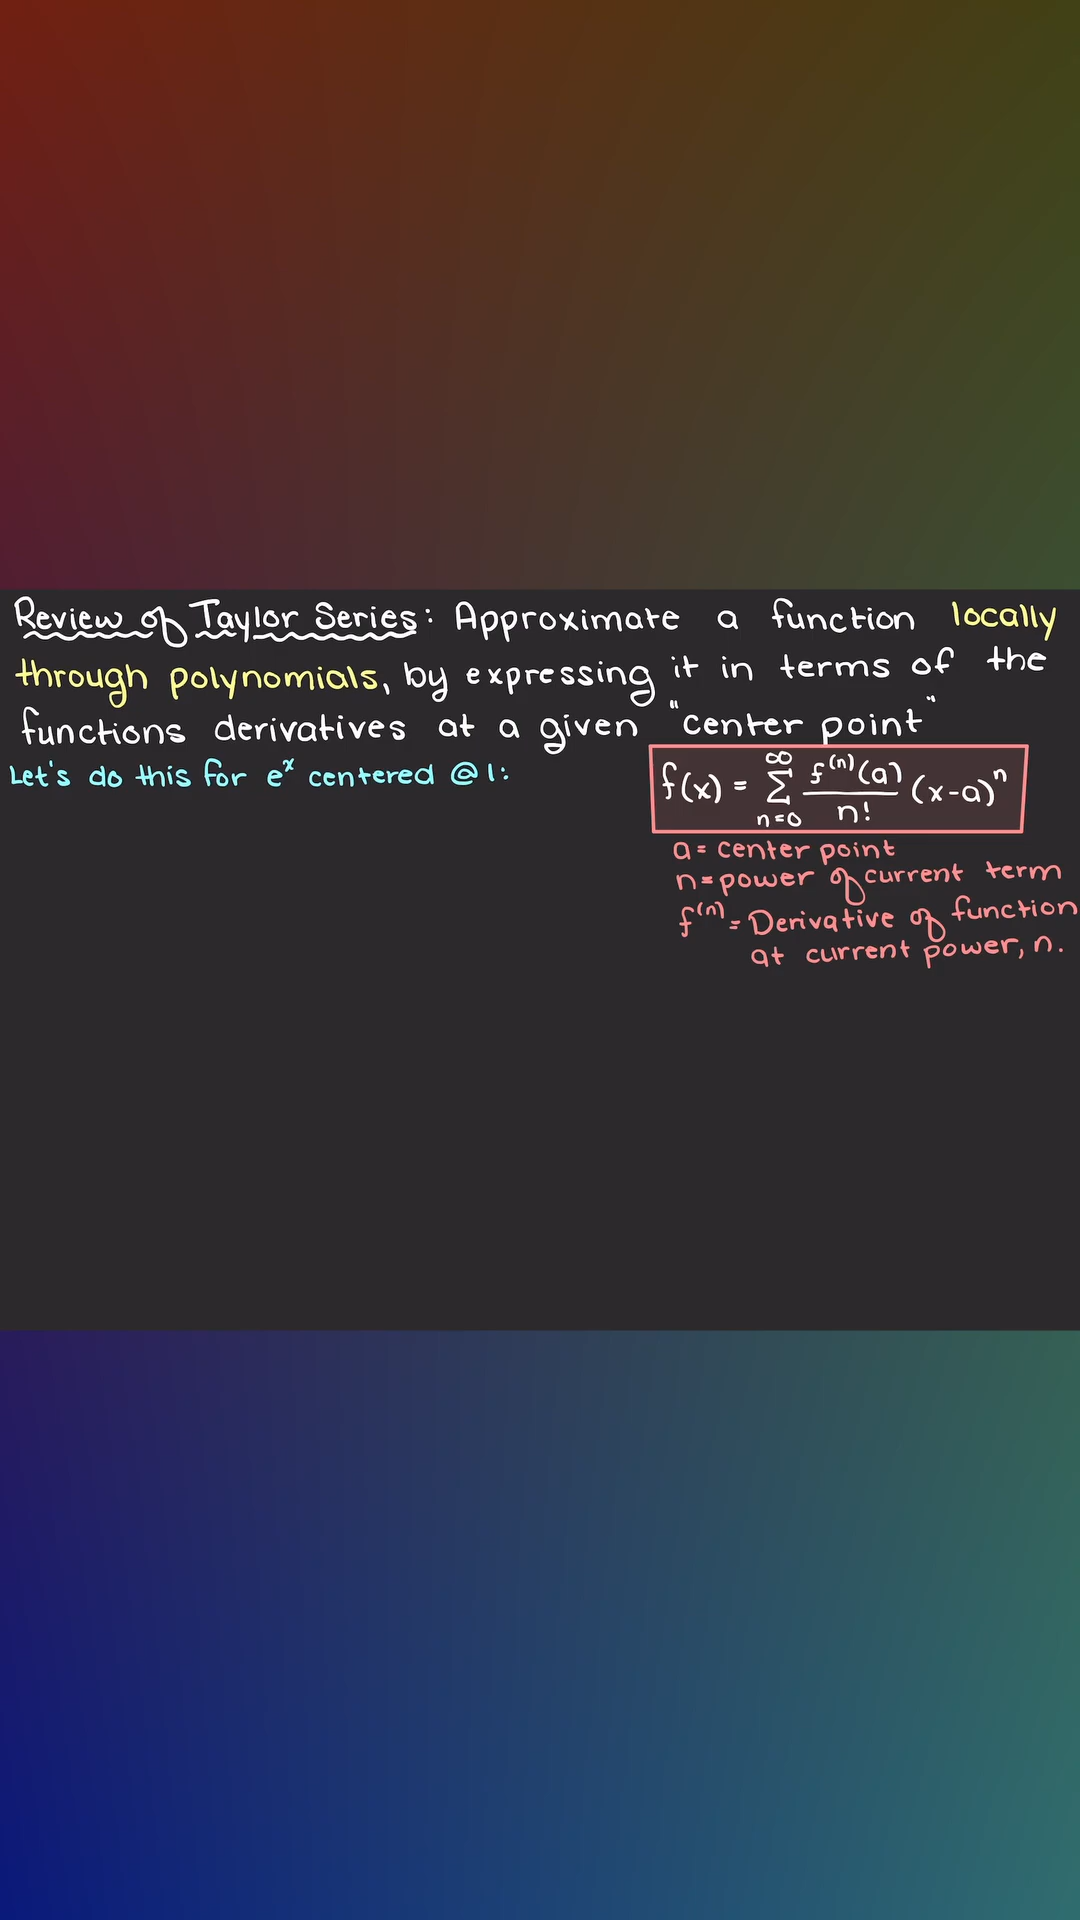 Review of Taylor Series: Approximate a function locally
through polynomials, by expressing it in terms of the
functions derivatives at a given "center point"
Let's do this for eˣ centered @ 1:
f(x) = ∞ Σ n=0 f⁽ⁿ⁾(a) / n! (x-a)ⁿ
a = center point
n = power of current term
f⁽ⁿ⁾ = Derivative of function
at current power, n.